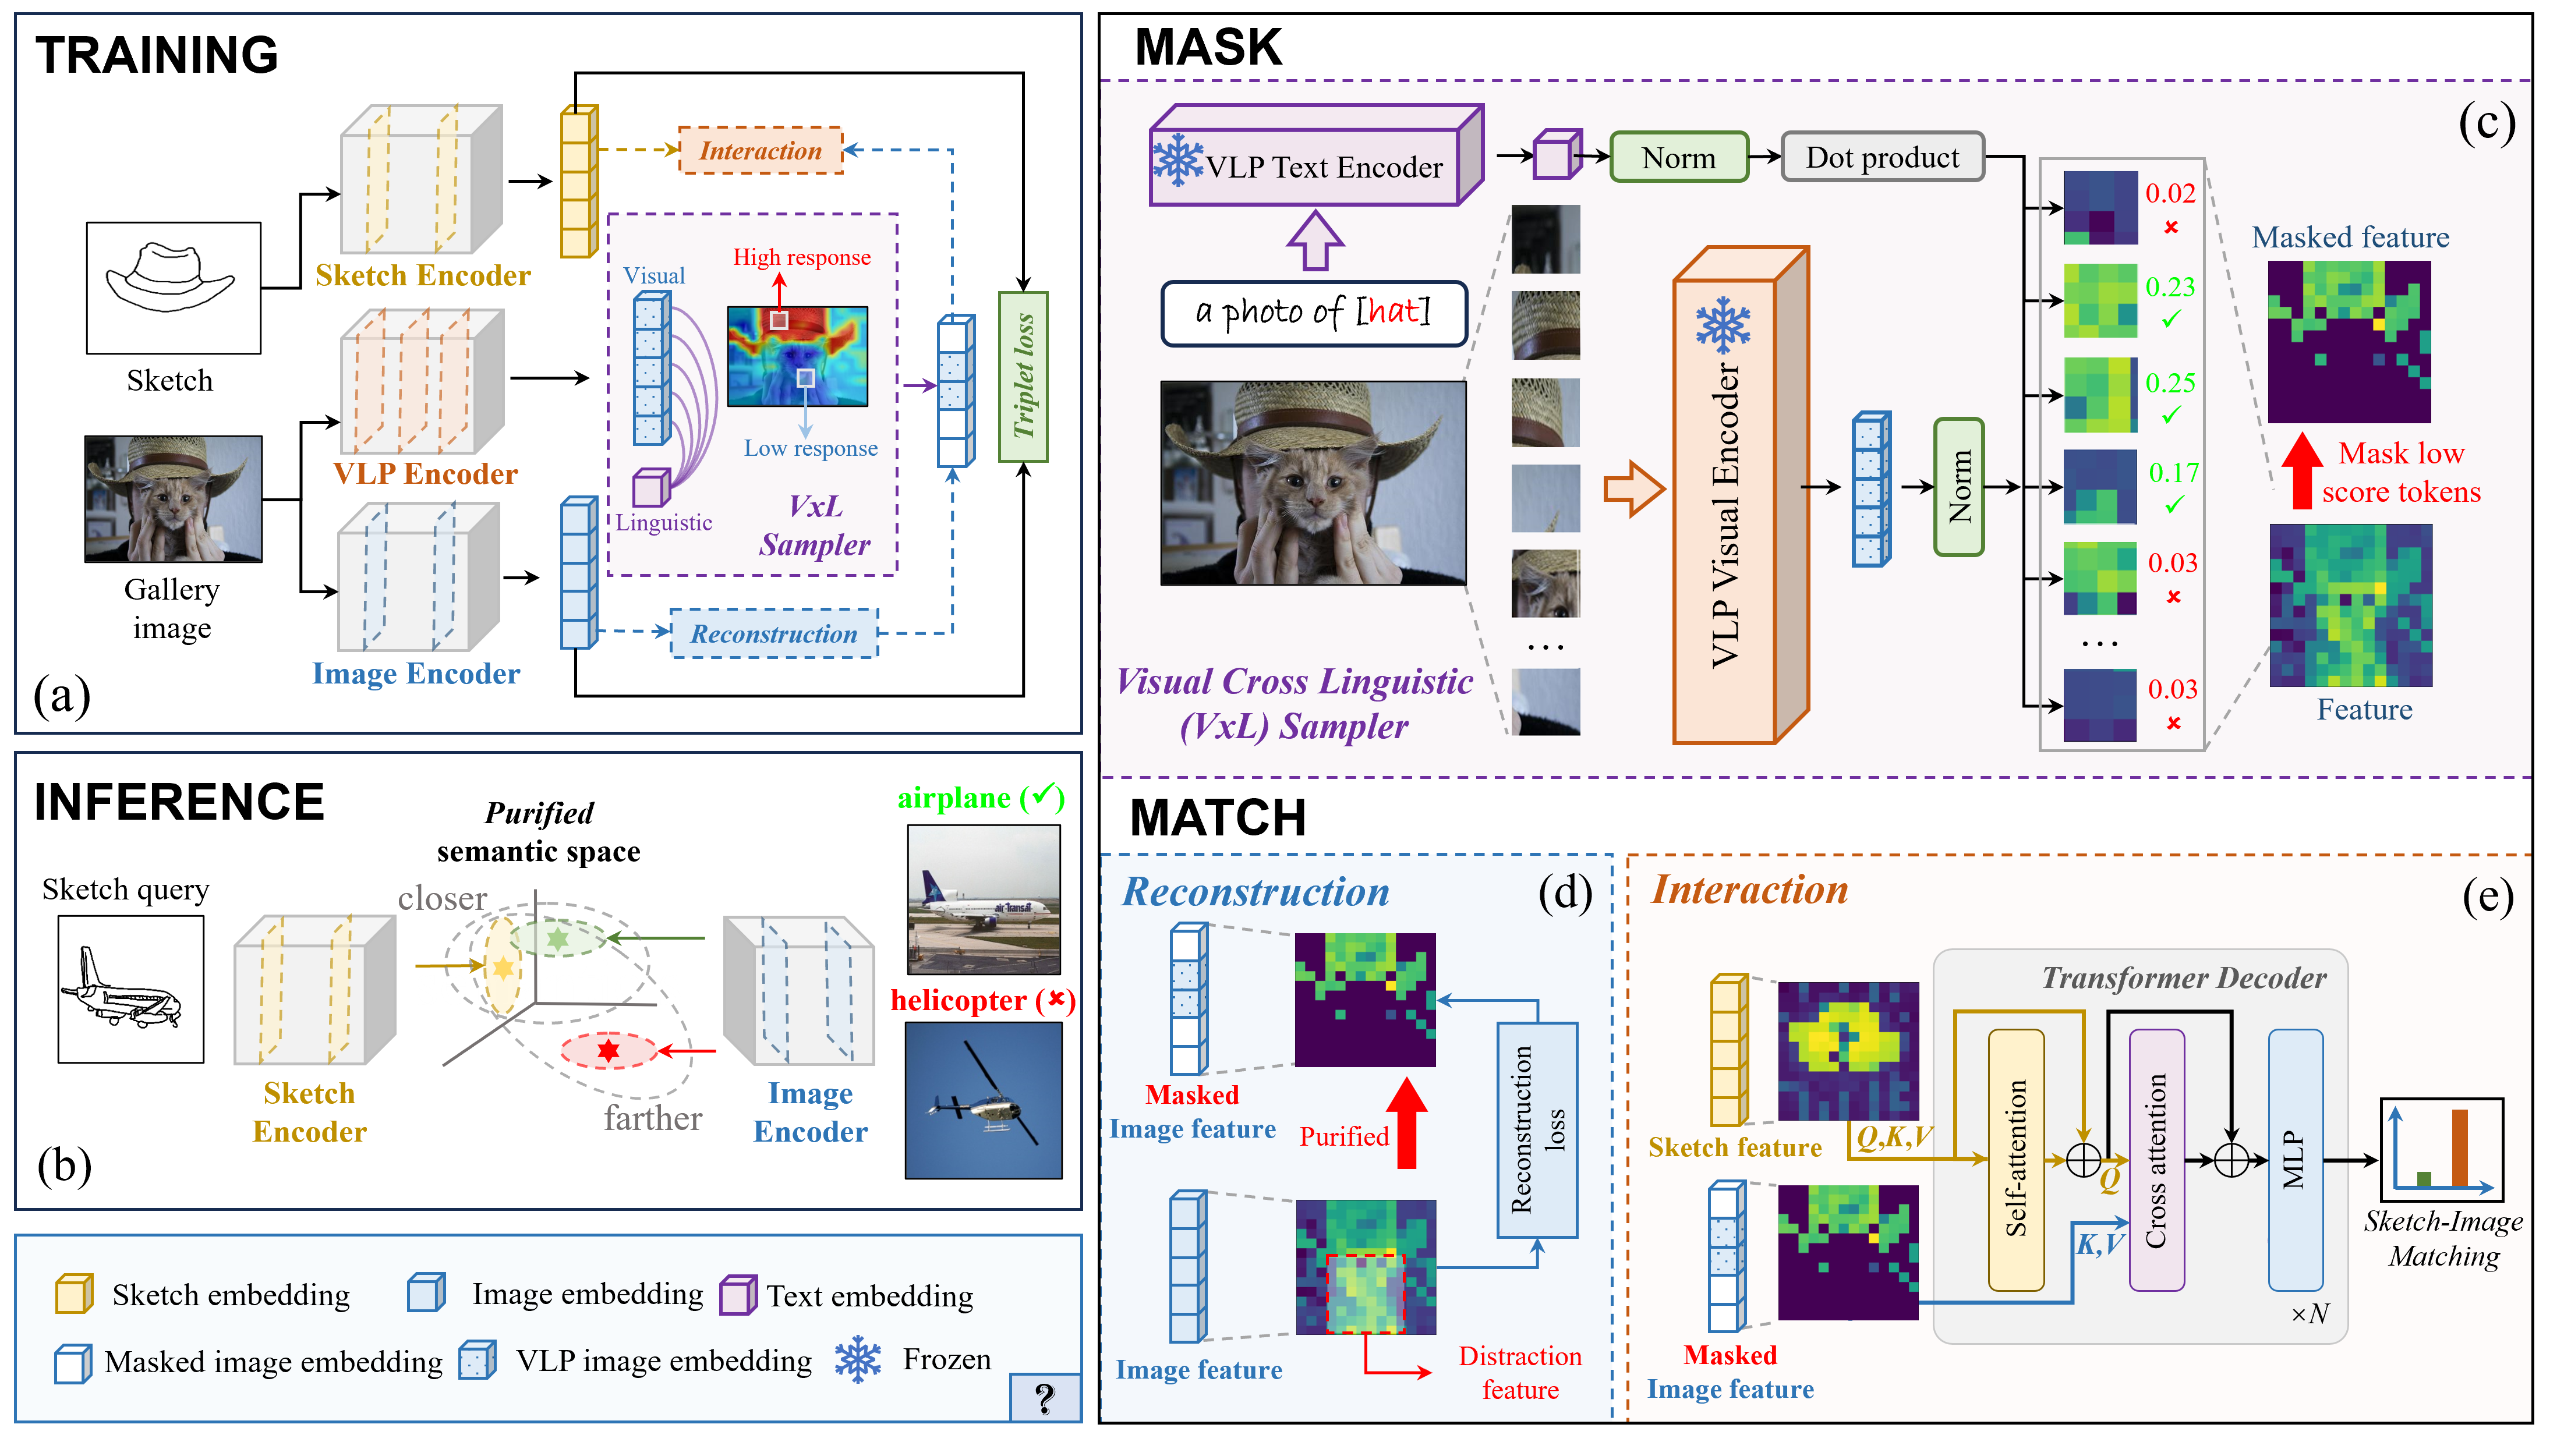 TRAINING
Sketch Encoder
Sketch
VLP Encoder
Gallery
image
Image Encoder
(a)
Interaction
High response
Visual
Low response
Linguistic
VxL
Sampler
Reconstruction
Triplet loss
INFERENCE
Sketch query
Purified
semantic space
closer
farther
Sketch
Encoder
Image
Encoder
airplane (✓)
air Transat
helicopter (✘)
(b)
Sketch embedding
Image embedding
Text embedding
Masked image embedding
VLP image embedding
Frozen
?
MASK
(c)
VLP Text Encoder
Norm
Dot product
a photo of [hat]
VLP Visual Encoder
Norm
...
Visual Cross Linguistic
(VxL) Sampler
0.02
✘
0.23
✓
0.25
✓
0.17
✓
0.03
✘
...
0.03
✘
Masked feature
Mask low
score tokens
Feature
MATCH
Reconstruction
(d)
Masked
Image feature
Purified
Reconstruction
loss
Image feature
Distraction
feature
Interaction
(e)
Transformer Decoder
Sketch feature
Q,K,V
Self-attention
Q
K,V
Cross attention
MLP
×N
Masked
Image feature
Sketch-Image
Matching